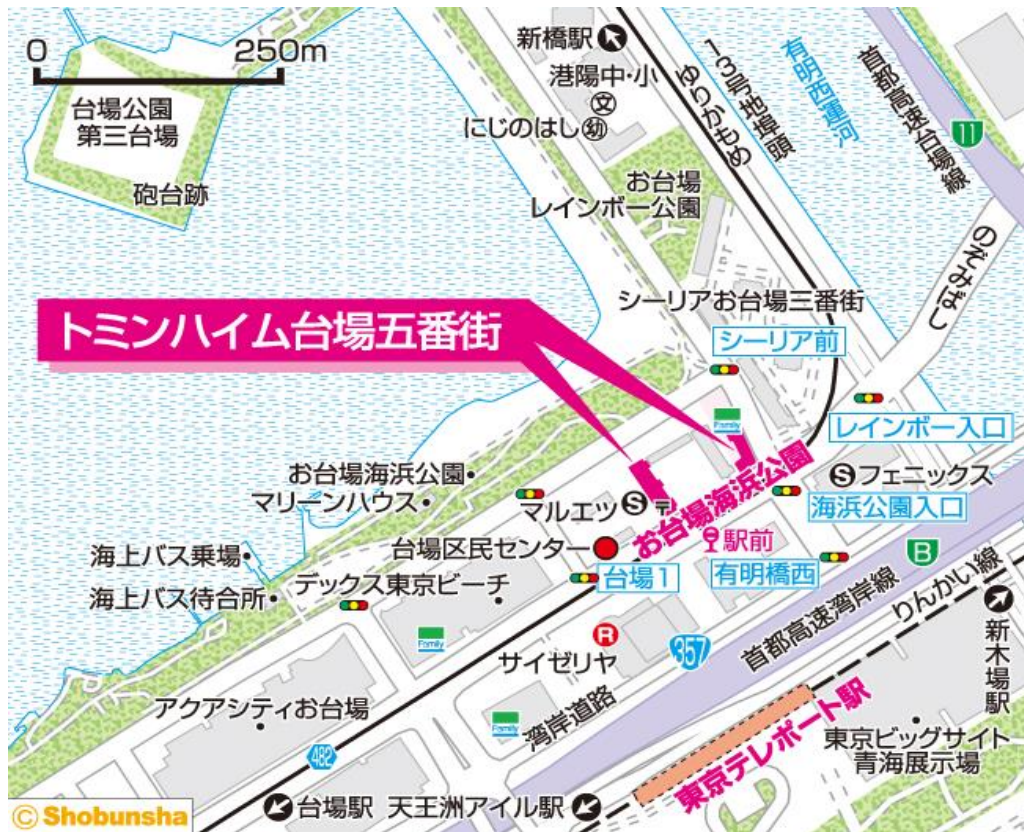 0 250m
台場公園
第三台場
砲台跡
新橋駅
港陽中・小
文
にじのはし幼
ゆりかもめ
13号地埠頭
有明西運河
首都高速台場線
11
お台場
レインボー公園
のぞみばし
シーリアお台場三番街
シーリア前
トミンハイム台場五番街
Family
レインボー入口
お台場海浜公園
マリーンハウス
マルエツ S 〒
お台場海浜公園
S フェニックス
海浜公園入口
駅前
台場区民センター
台場1
有明橋西
B
海上バス乗場
海上バス待合所
デックス東京ビーチ
Family
R
サイゼリヤ
357
首都高速湾岸線
りんかい線
新木場駅
アクアシティお台場
Family
湾岸道路
482
東京テレポート駅
東京ビッグサイト
青海展示場
台場駅
天王洲アイル駅
© Shobunsha